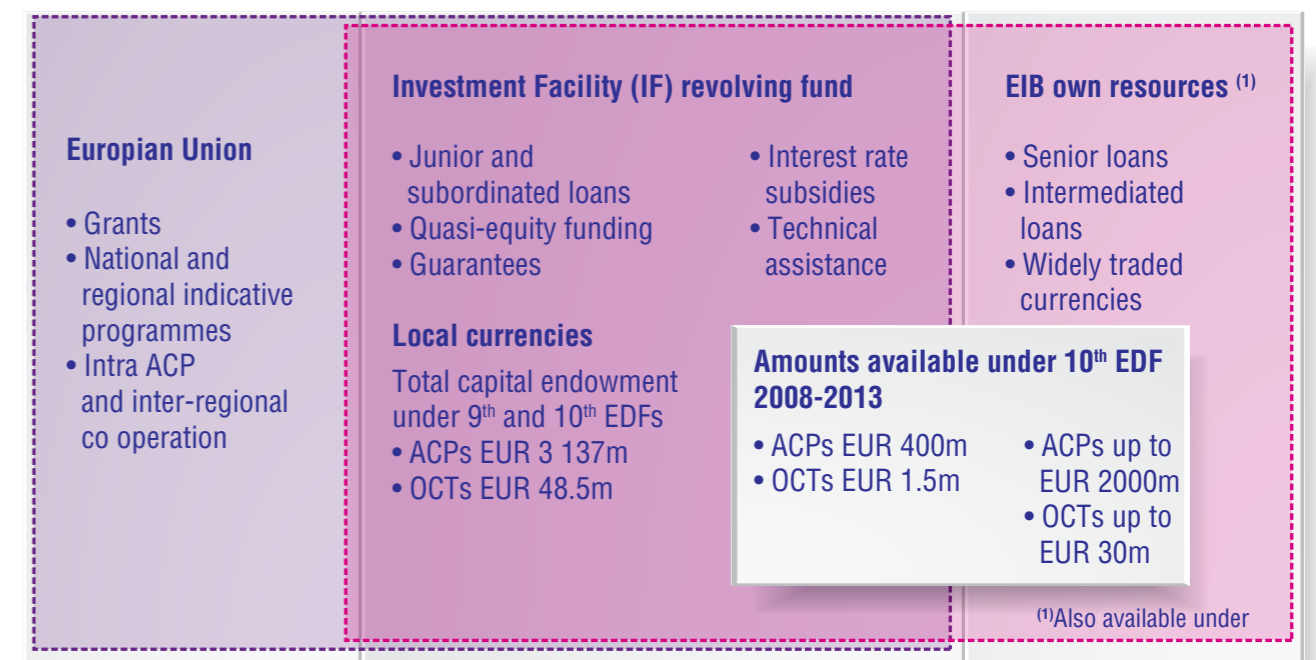 Europian Union
• Grants
• National and
regional indicative
programmes
• Intra ACP
and inter-regional
co operation
Investment Facility (IF) revolving fund
• Junior and
subordinated loans
• Quasi-equity funding
• Guarantees
• Interest rate
subsidies
• Technical
assistance
Local currencies
Total capital endowment
under 9th and 10th EDFs
• ACPs EUR 3 137m
• OCTs EUR 48.5m
EIB own resources (1)
• Senior loans
• Intermediated
loans
• Widely traded
currencies
Amounts available under 10th EDF
2008-2013
• ACPs EUR 400m
• OCTs EUR 1.5m
• ACPs up to
EUR 2000m
• OCTs up to
EUR 30m
(1)Also available under